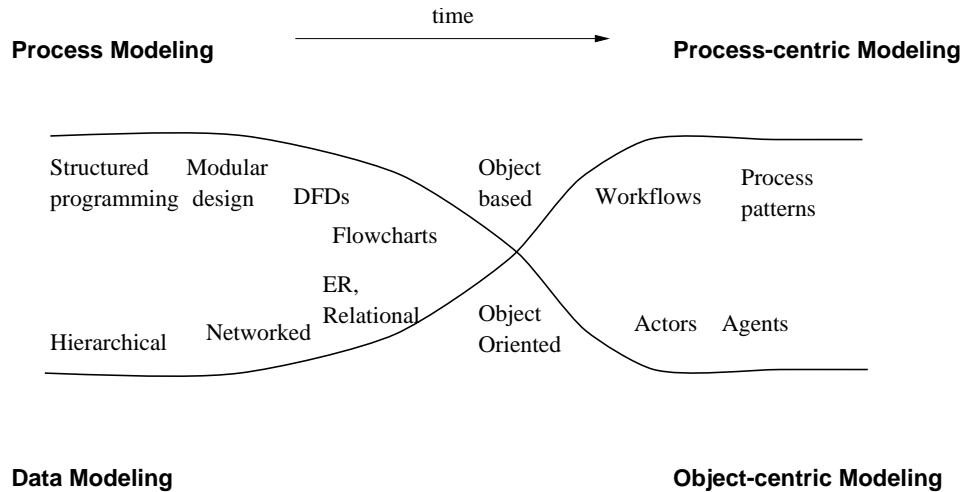 time
Process Modeling
Process-centric Modeling
Structured
programming
Modular
design
DFDs
Flowcharts
Object
based
Workflows
Process
patterns
ER,
Relational
Networked
Hierarchical
Object
Oriented
Actors
Agents
Data Modeling
Object-centric Modeling